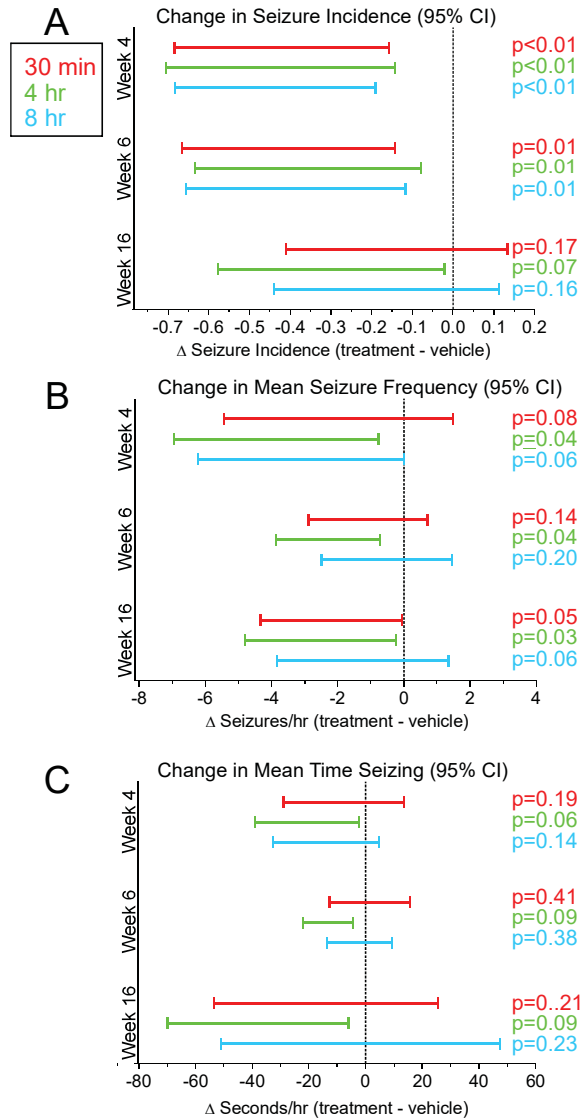 A
Change in Seizure Incidence (95% CI)
30 min
4 hr
8 hr
Week 4
p<0.01
p<0.01
p<0.01
Week 6
p=0.01
p=0.01
p=0.01
Week 16
p=0.17
p=0.07
p=0.16
-0.7 -0.6 -0.5 -0.4 -0.3 -0.2 -0.1 0.0 0.1 0.2
Δ Seizure Incidence (treatment - vehicle)
B
Change in Mean Seizure Frequency (95% CI)
Week 4
p=0.08
p=0.04
p=0.06
Week 6
p=0.14
p=0.04
p=0.20
Week 16
p=0.05
p=0.03
p=0.06
-8 -6 -4 -2 0 2 4
Δ Seizures/hr (treatment - vehicle)
C
Change in Mean Time Seizing (95% CI)
Week 4
p=0.19
p=0.06
p=0.14
Week 6
p=0.41
p=0.09
p=0.38
Week 16
p=0..21
p=0.09
p=0.23
-80 -60 -40 -20 0 20 40 60
Δ Seconds/hr (treatment - vehicle)